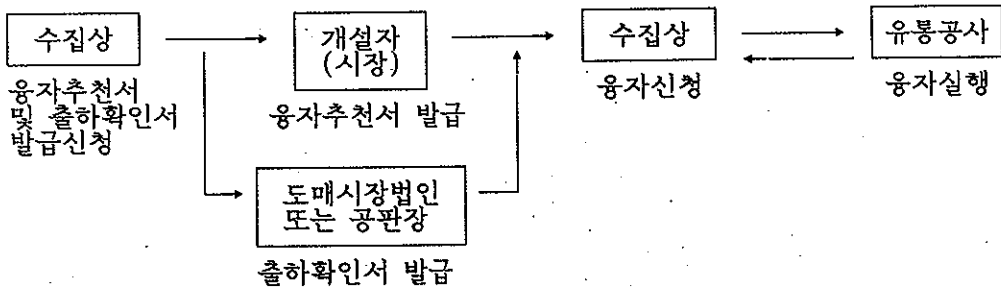 수집상
융자추천서
및 출하확인서
발급신청
개설자
(시장)
융자추천서 발급
도매시장법인
또는 공판장
출하확인서 발급
수집상
융자신청
유통공사
융자실행